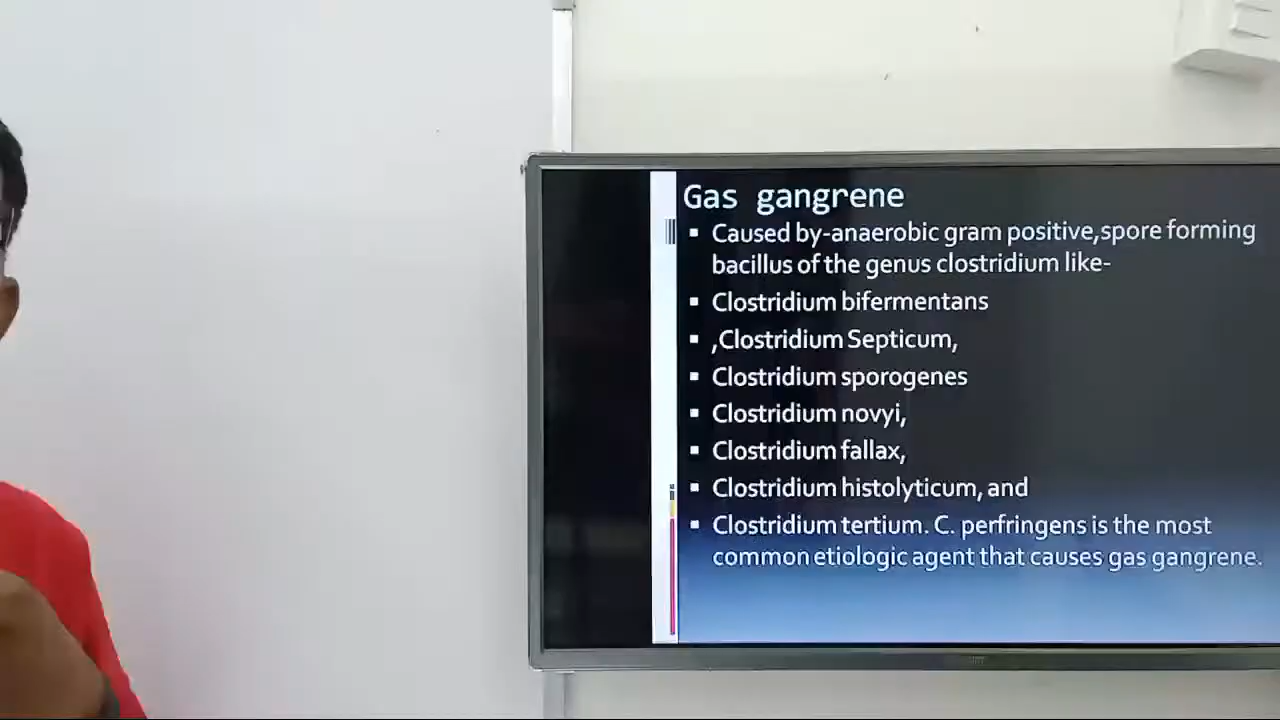 Gas gangrene
▪ Caused by-anaerobic gram positive,spore forming
bacillus of the genus clostridium like-
▪ Clostridium bifermentans
▪ ,Clostridium Septicum,
▪ Clostridium sporogenes
▪ Clostridium novyi,
▪ Clostridium fallax,
▪ Clostridium histolyticum, and
▪ Clostridium tertium. C. perfringens is the most
common etiologic agent that causes gas gangrene.